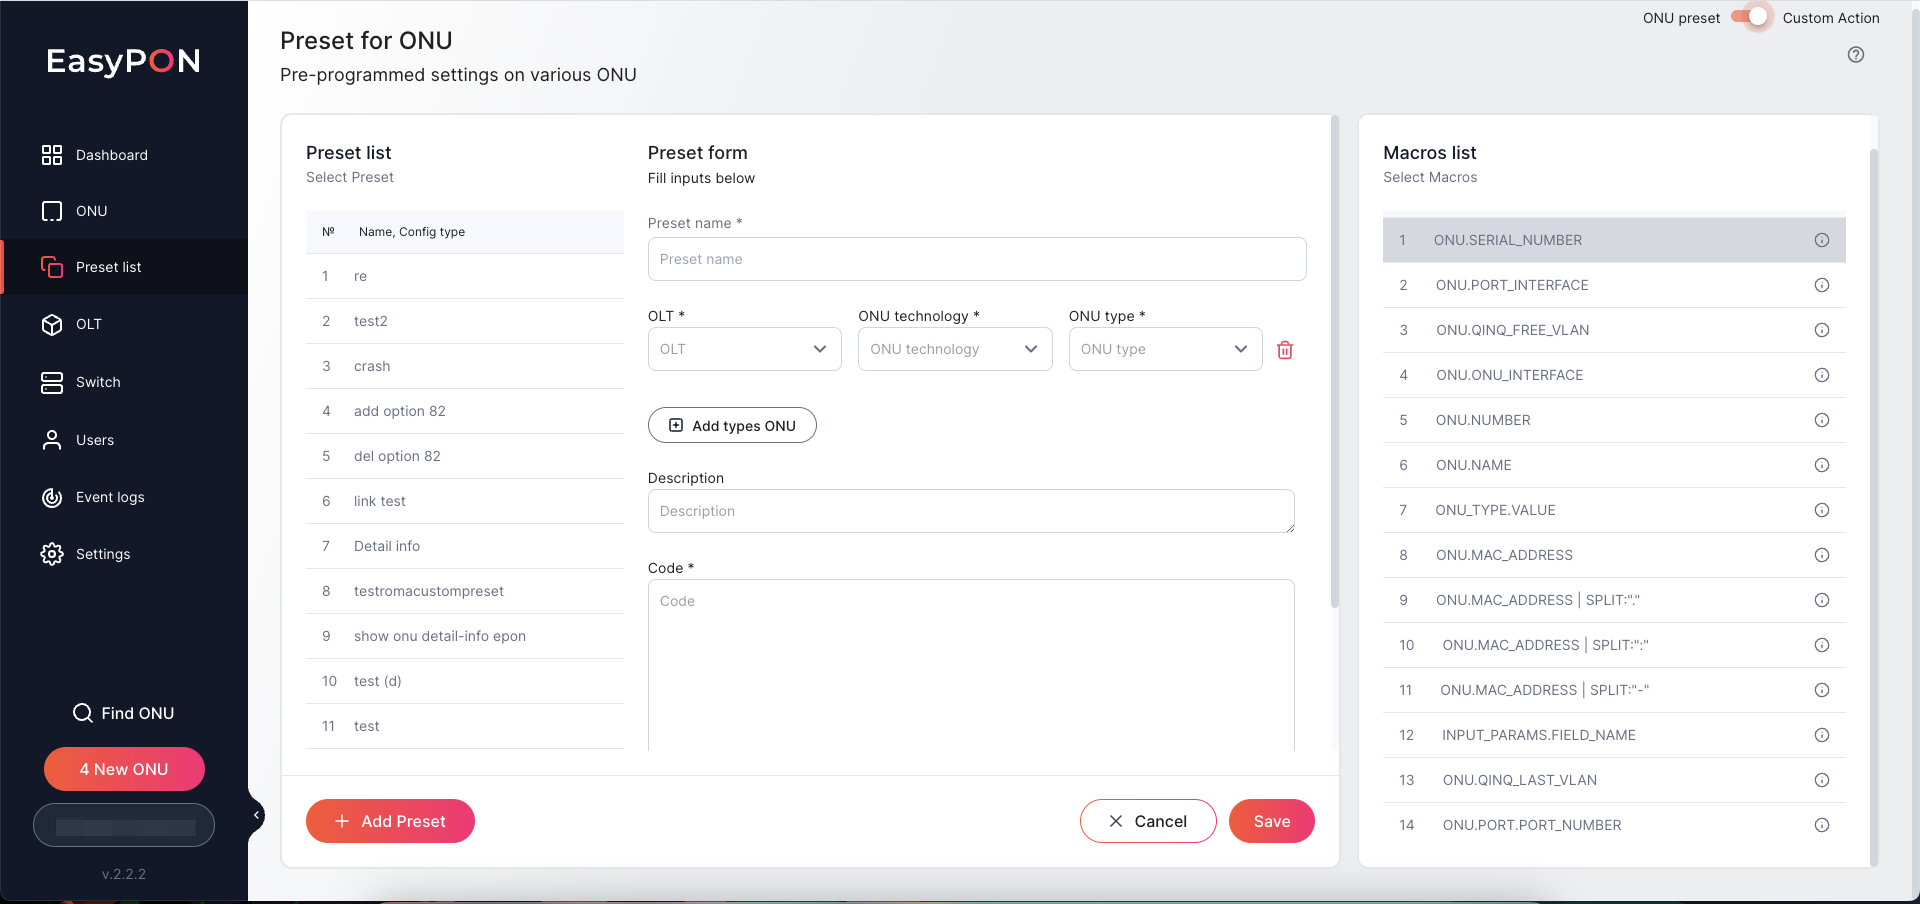 EasyPON
Dashboard
ONU
Preset list
OLT
Switch
Users
Event logs
Settings
Find ONU
4 New ONU
v.2.2.2
Preset for ONU
Pre-programmed settings on various ONU
ONU preset
Custom Action
Preset list
Select Preset
№ Name, Config type
1 re
2 test2
3 crash
4 add option 82
5 del option 82
6 link test
7 Detail info
8 testromacustompreset
9 show onu detail-info epon
10 test (d)
11 test
Add Preset
Preset form
Fill inputs below
Preset name *
Preset name
OLT * ONU technology * ONU type *
OLT ONU technology ONU type
Add types ONU
Description
Description
Code *
Code
Cancel
Save
Macros list
Select Macros
1 ONU.SERIAL_NUMBER
2 ONU.PORT_INTERFACE
3 ONU.QINQ_FREE_VLAN
4 ONU.ONU_INTERFACE
5 ONU.NUMBER
6 ONU.NAME
7 ONU_TYPE.VALUE
8 ONU.MAC_ADDRESS
9 ONU.MAC_ADDRESS | SPLIT:"."
10 ONU.MAC_ADDRESS | SPLIT:":"
11 ONU.MAC_ADDRESS | SPLIT:"-"
12 INPUT_PARAMS.FIELD_NAME
13 ONU.QINQ_LAST_VLAN
14 ONU.PORT.PORT_NUMBER